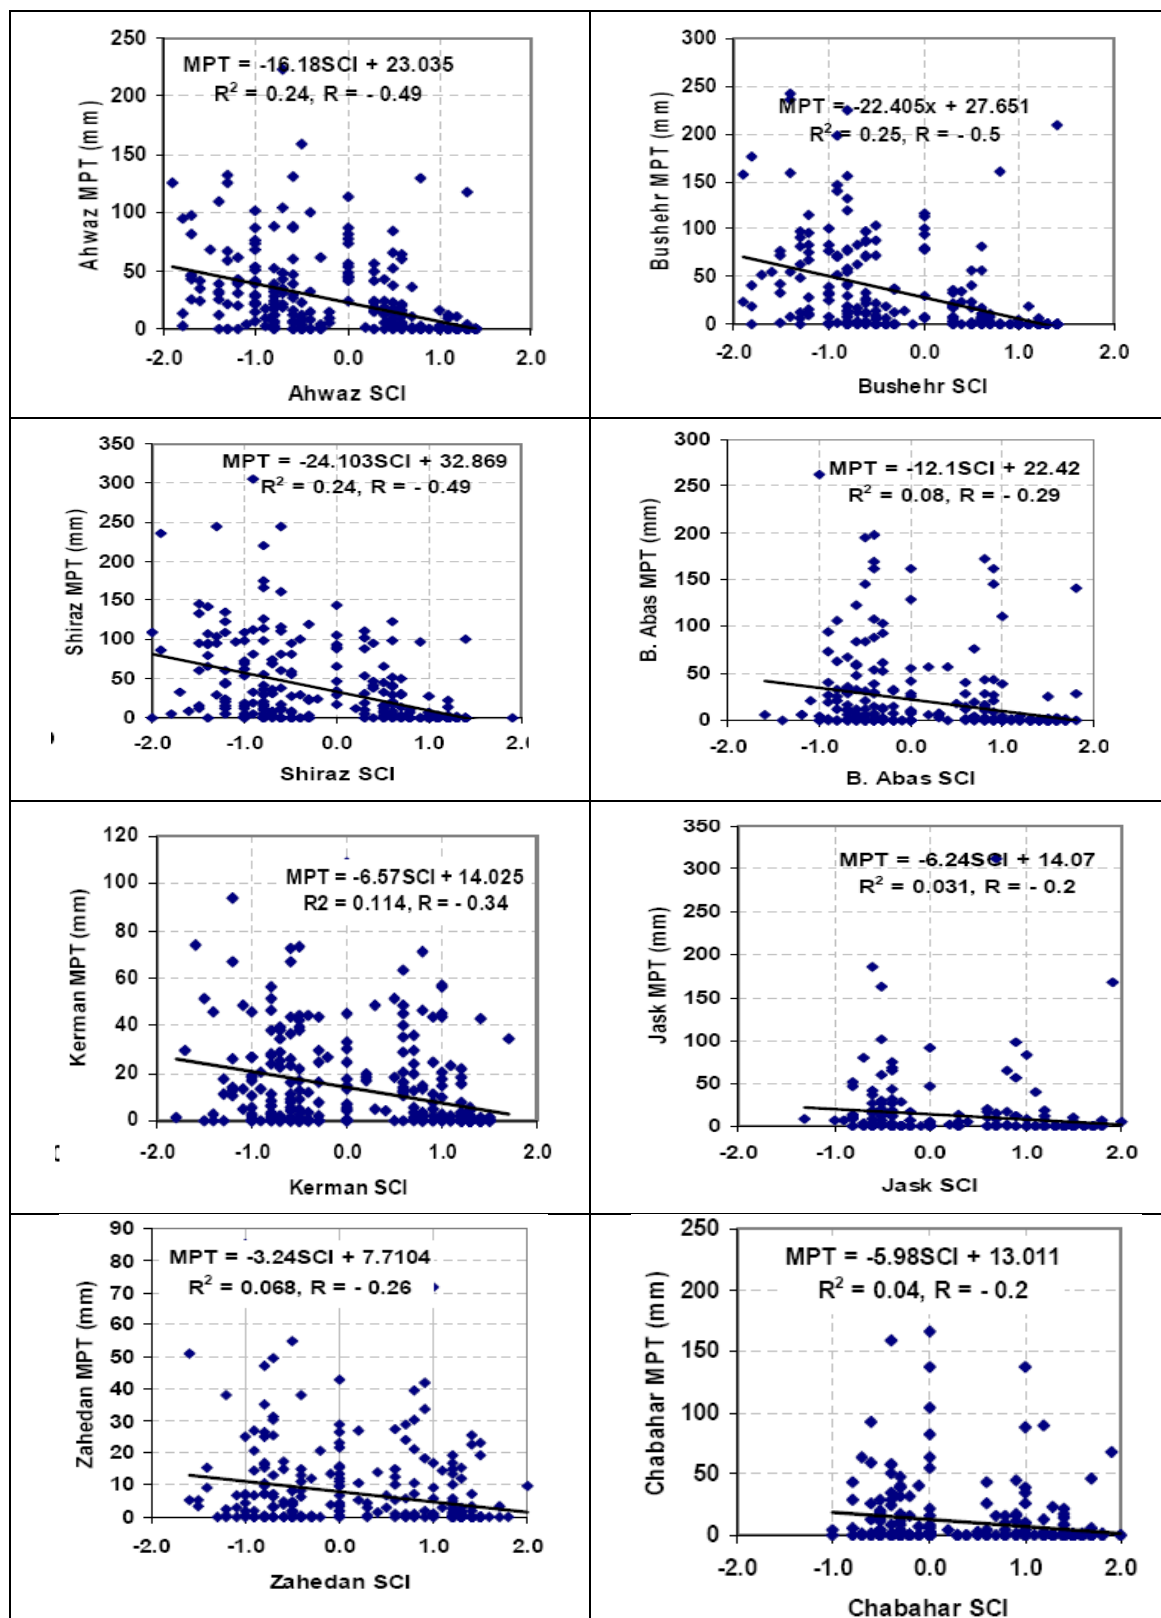 250
200
150
100
50
0
Ahwaz MPT (mm)
MPT = -16.18SCI + 23.035
R² = 0.24, R = - 0.49
-2.0 -1.0 0.0 1.0 2.0
Ahwaz SCI
300
250
200
150
100
50
0
Bushehr MPT (mm)
MPT = -22.405x + 27.651
R² = 0.25, R = - 0.5
-2.0 -1.0 0.0 1.0 2.0
Bushehr SCI
350
300
250
200
150
100
50
0
Shiraz MPT (mm)
MPT = -24.103SCI + 32.869
R² = 0.24, R = - 0.49
-2.0 -1.0 0.0 1.0
Shiraz SCI
300
250
200
150
100
50
0
B. Abas MPT (mm)
MPT = -12.1SCI + 22.42
R² = 0.08, R = - 0.29
-2.0 -1.0 0.0 1.0 2.0
B. Abas SCI
120
100
80
60
40
20
0
Kerman MPT (mm)
MPT = -6.57SCI + 14.025
R2 = 0.114, R = - 0.34
-2.0 -1.0 0.0 1.0 2.0
Kerman SCI
350
300
250
200
150
100
50
0
Jask MPT (mm)
MPT = -6.24SCI + 14.07
R² = 0.031, R = - 0.2
-2.0 -1.0 0.0 1.0 2.0
Jask SCI
90
80
70
60
50
40
30
20
10
0
Zahedan MPT (mm)
MPT = -3.24SCI + 7.7104
R² = 0.068, R = - 0.26
-2.0 -1.0 0.0 1.0 2.0
Zahedan SCI
250
200
150
100
50
0
Chabahar MPT (mm)
MPT = -5.98SCI + 13.011
R² = 0.04, R = - 0.2
-2.0 -1.0 0.0 1.0 2.0
Chabahar SCI